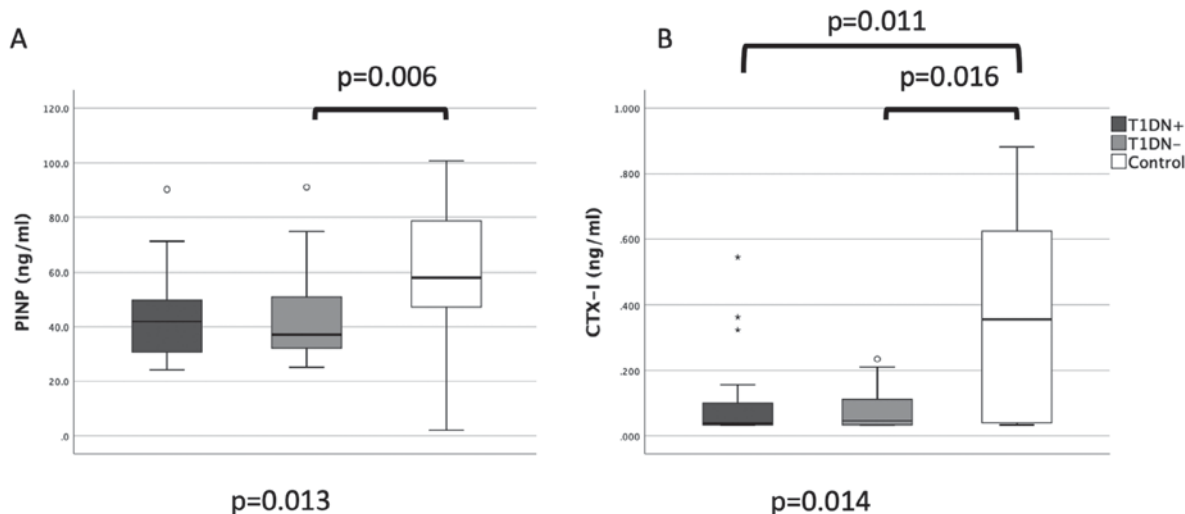 A
p=0.006
120.0
100.0
80.0
60.0
40.0
20.0
.0
PINP (ng/ml)
p=0.013
B
p=0.011
p=0.016
1.000
.800
.600
.400
.200
.000
CTX-I (ng/ml)
T1DN+
T1DN-
Control
p=0.014